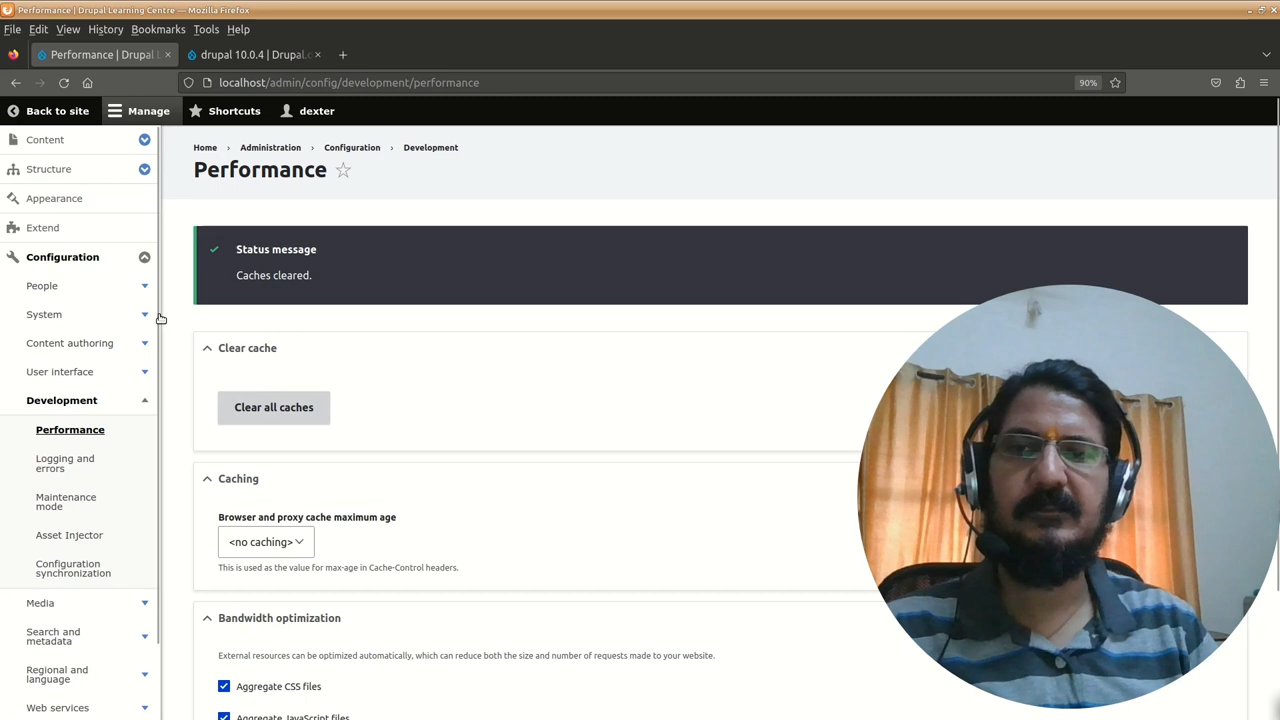 Performance | Drupal Learning Centre — Mozilla Firefox
File Edit View History Bookmarks Tools Help
Performance | Drupal L
drupal 10.0.4 | Drupal.o
localhost/admin/config/development/performance
90%
Back to site
Manage
Shortcuts
dexter
Content
Structure
Appearance
Extend
Configuration
People
System
Content authoring
User interface
Development
Performance
Logging and
errors
Maintenance
mode
Asset Injector
Configuration
synchronization
Media
Search and
metadata
Regional and
language
Web services
Home › Administration › Configuration › Development
Performance
Status message
Caches cleared.
Clear cache
Clear all caches
Caching
Browser and proxy cache maximum age
<no caching>
This is used as the value for max-age in Cache-Control headers.
Bandwidth optimization
External resources can be optimized automatically, which can reduce both the size and number of requests made to your website.
Aggregate CSS files
Aggregate JavaScript files